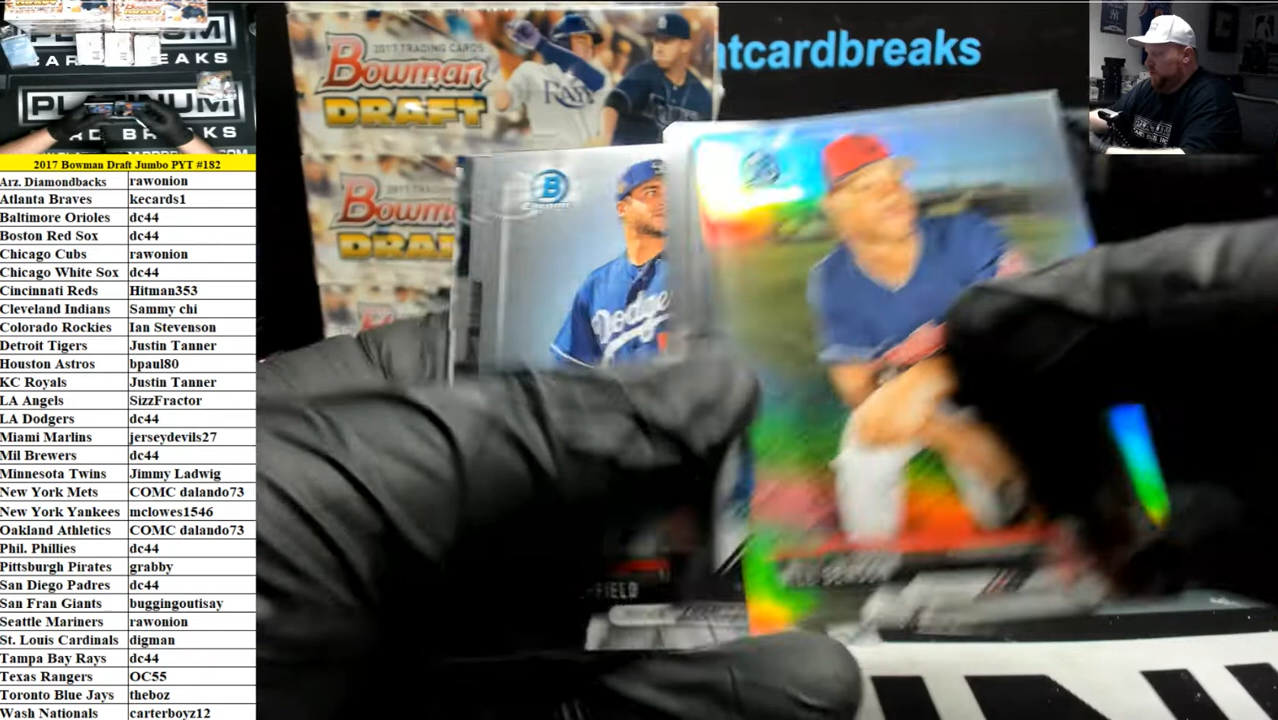 PLATINUM
CARD BREAKS
PLATINUM
CARD BREAKS
2017 Bowman Draft Jumbo PYT #182
Arz. Diamondbacks rawonion
Atlanta Braves kecards1
Baltimore Orioles dc44
Boston Red Sox dc44
Chicago Cubs rawonion
Chicago White Sox dc44
Cincinnati Reds Hitman353
Cleveland Indians Sammy chi
Colorado Rockies Ian Stevenson
Detroit Tigers Justin Tanner
Houston Astros bpaul80
KC Royals Justin Tanner
LA Angels SizzFractor
LA Dodgers dc44
Miami Marlins jerseydevils27
Mil Brewers dc44
Minnesota Twins Jimmy Ladwig
New York Mets COMC dalando73
New York Yankees mclowes1546
Oakland Athletics COMC dalando73
Phil. Phillies dc44
Pittsburgh Pirates grabby
San Diego Padres dc44
San Fran Giants buggingoutisay
Seattle Mariners rawonion
St. Louis Cardinals digman
Tampa Bay Rays dc44
Texas Rangers OC55
Toronto Blue Jays theboz
Wash Nationals carterboyz12
2017 TRADING CARDS
Bowman
DRAFT
RAYS
atcardbreaks
Bowm
DRA
B
Dodge
FIELD